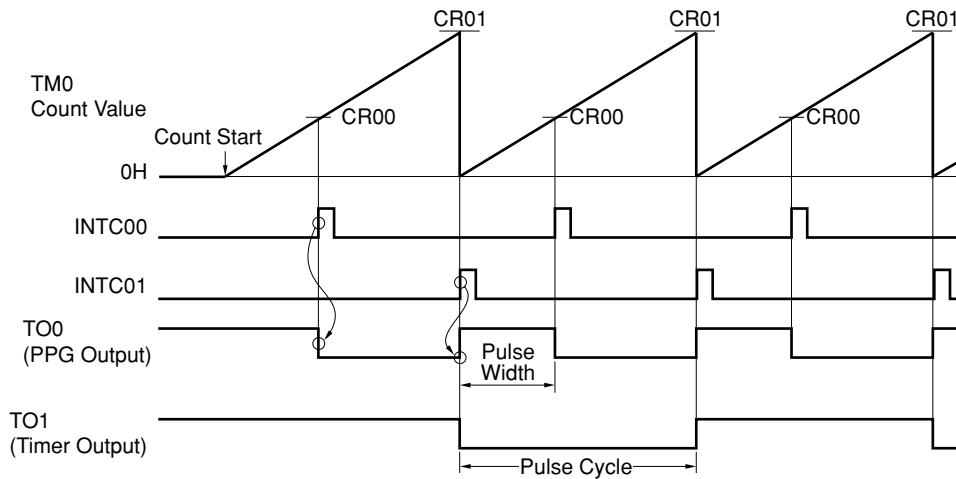 CR01
CR01
CR01
TM0
Count Value
CR00
CR00
CR00
Count Start
0H
INTC00
INTC01
TO0
(PPG Output)
Pulse
Width
TO1
(Timer Output)
Pulse Cycle